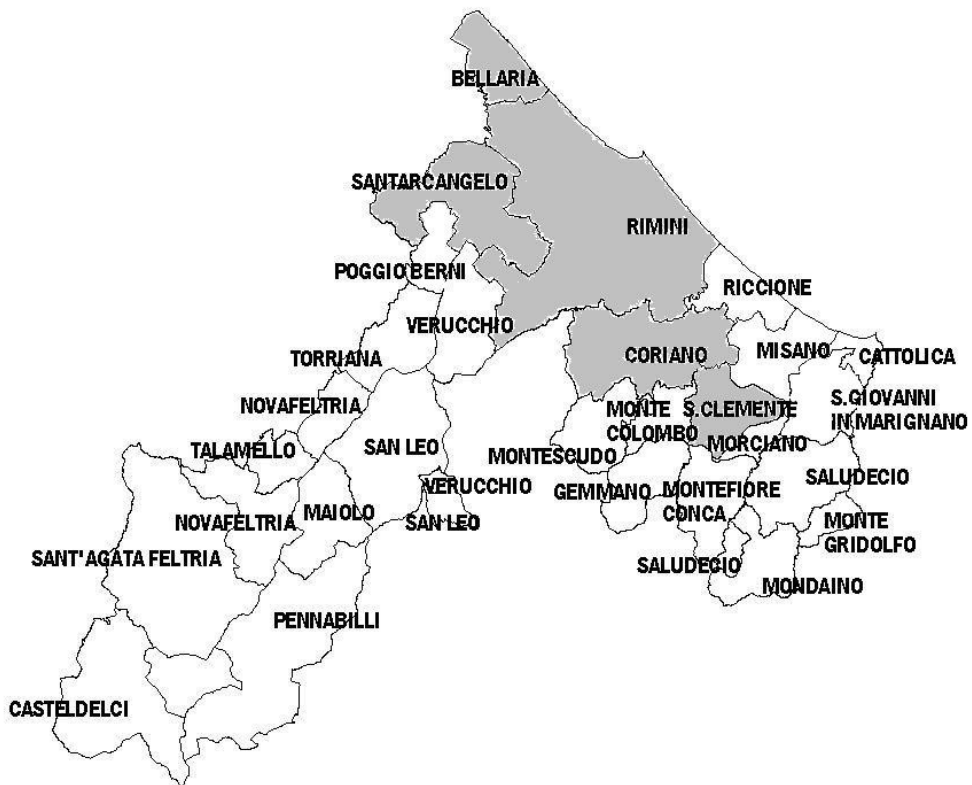 BELLARIA
SANTARCANGELO
RIMINI
POGGIO BERNI
RICCIONE
VERUCCHIO
TORRIANA
CORIANO
MISANO
CATTOLICA
NOVAFELTRIA
MONTE
COLOMBO
S.CLEMENTE
S.GIOVANNI
IN MARIGNANO
TALAMELLO
SAN LEO
MORCIANO
MONTESCUDO
VERUCCHIO
GEMMANO
MONTEFIORE
CONCA
SALUDECIO
NOVAFELTRIA
MAIOLO
SAN LEO
MONTE
GRIDOLFO
SANT'AGATA FELTRIA
SALUDECIO
MONDAINO
PENNABILLI
CASTELDELCI